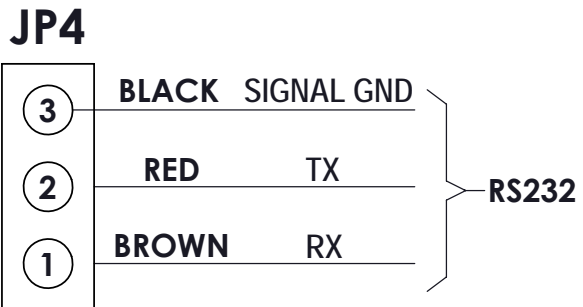 JP4
3 BLACK SIGNAL GND
2 RED TX
RS232
1 BROWN RX